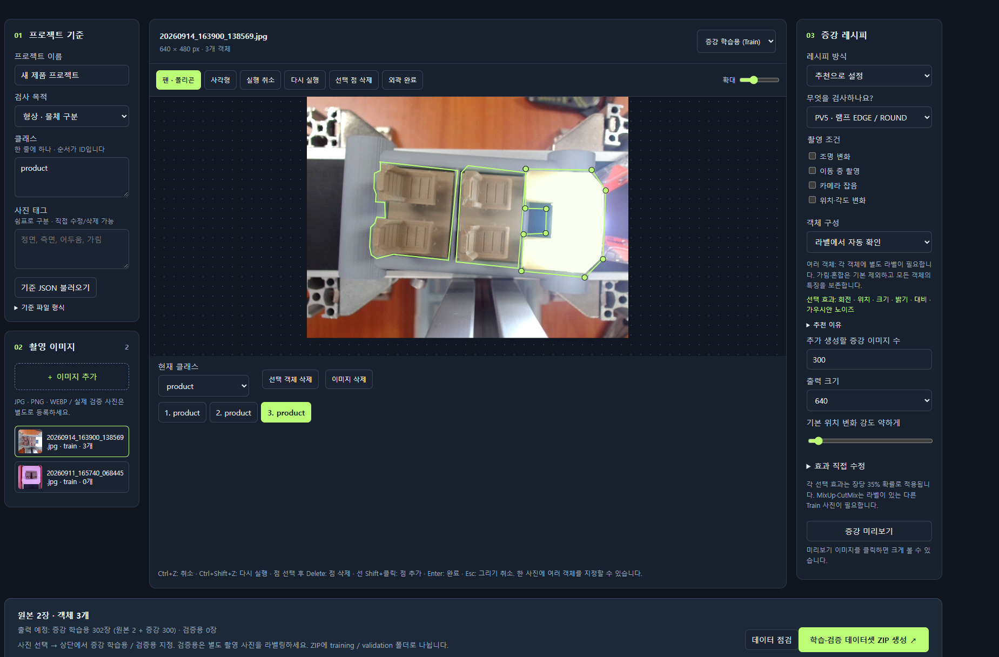 01 프로젝트 기준
프로젝트 이름
새 제품 프로젝트
검사 목적
형상 · 물체 구분
클래스
한 줄에 하나 · 순서가 ID입니다
product
사진 태그
쉼표로 구분 · 직접 수정/삭제 가능
정면, 측면, 어두움, 가림
기준 JSON 불러오기
▶ 기준 파일 형식
02 촬영 이미지 2
+ 이미지 추가
JPG · PNG · WEBP / 실제 검증 사진은
별도로 등록하세요.
20260914_163900_138569
.jpg · train · 3개
20260911_165740_068445
.jpg · train · 0개
20260914_163900_138569.jpg
640 × 480 px · 3개 객체
증강 학습용 (Train)
펜 · 폴리곤 사각형 실행 취소 다시 실행 선택 점 삭제 외곽 완료
확대
현재 클래스
product 선택 객체 삭제 이미지 삭제
1. product 2. product 3. product
Ctrl+Z: 취소 · Ctrl+Shift+Z: 다시 실행 · 점 선택 후 Delete: 점 삭제 · 선 Shift+클릭: 점 추가 · Enter: 완료 · Esc: 그리기 취소. 한 사진에 여러 객체를 지정할 수 있습니다.
03 증강 레시피
레시피 방식
추천으로 설정
무엇을 검사하나요?
PV5 · 램프 EDGE / ROUND
촬영 조건
조명 변화
이동 중 촬영
카메라 잡음
위치·각도 변화
객체 구성
라벨에서 자동 확인
여러 객체: 각 객체에 별도 라벨이 필요합니
다. 가림·혼합은 기본 제외하고 모든 객체의
특징을 보존합니다.
선택 효과: 회전 · 위치 · 크기 · 밝기 · 대비 ·
가우시안 노이즈
▶ 추천 이유
추가 생성할 증강 이미지 수
300
출력 크기
640
기본 위치 변화 강도 약하게
▶ 효과 직접 수정
각 선택 효과는 장당 35% 확률로 적용됩니
다. MixUp·CutMix는 라벨이 있는 다른
Train 사진이 필요합니다.
증강 미리보기
미리보기 이미지를 클릭하면 크게 볼 수 있
습니다.
원본 2장 · 객체 3개
출력 예정: 증강 학습용 302장 (원본 2 + 증강 300) · 검증용 0장
사진 선택 → 상단에서 증강 학습용 / 검증용 지정. 검증용은 별도 촬영 사진을 라벨링하세요. ZIP에 training / validation 폴더로 나뉩니다.
데이터 점검 학습·검증 데이터셋 ZIP 생성 ↗